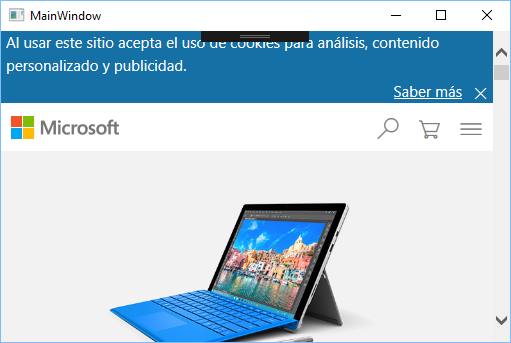 MainWindow
Al usar este sitio acepta el uso de cookies para análisis, contenido
personalizado y publicidad.
Saber más
Microsoft